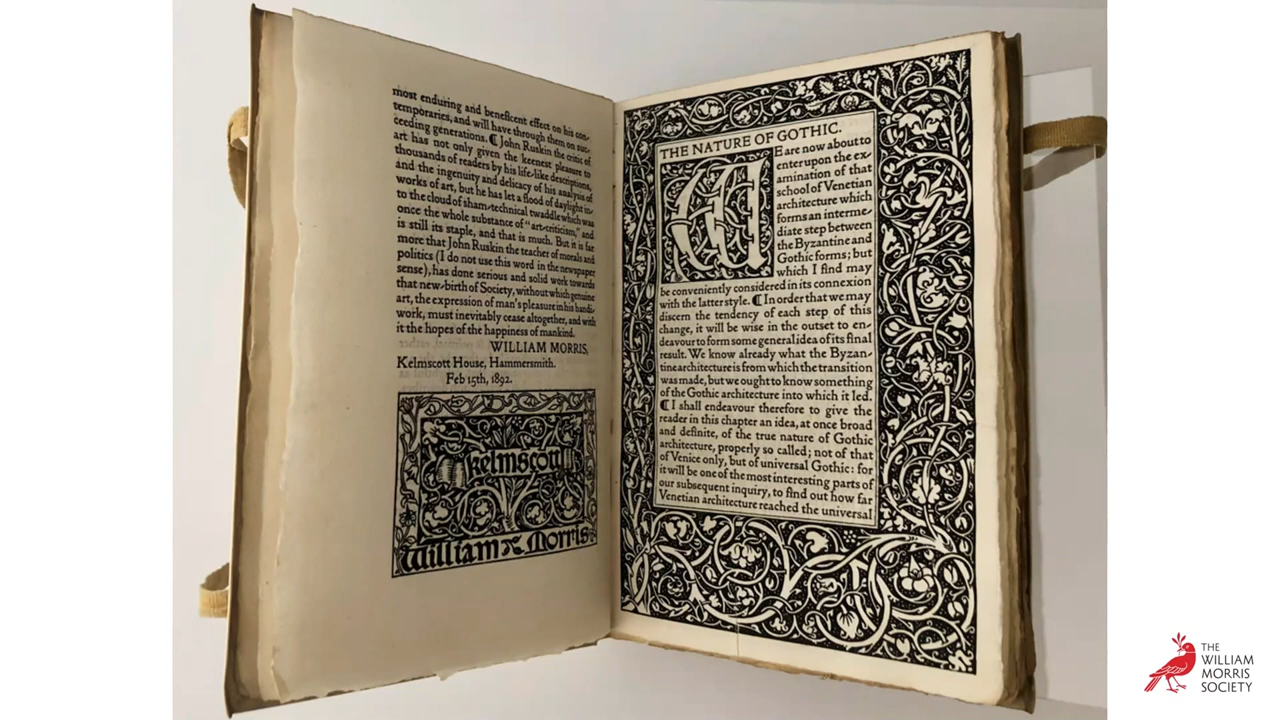 most enduring and beneficent effect on his con-
temporaries, and will have through them on suc-
ceeding generations. ¶ John Ruskin the critic of
art has not only given the keenest pleasure to
thousands of readers by his life-like descriptions,
and the ingenuity and delicacy of his analysis of
works of art, but he has let a flood of daylight in-
to the cloud of sham-technical twaddle which was
once the whole substance of "art-criticism," and
is still its staple, and that is much. But it is far
more that John Ruskin the teacher of morals and
politics (I do not use this word in the newspaper
sense), has done serious and solid work towards
that new-birth of Society, without which genuine
art, the expression of man's pleasure in his handi-
work, must inevitably cease altogether, and with
it the hopes of the happiness of mankind.
WILLIAM MORRIS,
Kelmscott House, Hammersmith.
Feb 15th, 1892.
kelmscott
William Morris
THE NATURE OF GOTHIC.
WE are now about to
enter upon the ex-
amination of that
school of Venetian
architecture which
forms an interme-
diate step between
the Byzantine and
Gothic forms; but
which I find may
be conveniently considered in its connexion
with the latter style. ¶ In order that we may
discern the tendency of each step of this
change, it will be wise in the outset to en-
deavour to form some general idea of its final
result. We know already what the Byzan-
tine architecture is from which the transition
was made, but we ought to know something
of the Gothic architecture into which it led.
¶ I shall endeavour therefore to give the
reader in this chapter an idea, at once broad
and definite, of the true nature of Gothic
architecture, properly so called; not of that
of Venice only, but of universal Gothic: for
it will be one of the most interesting parts of
our subsequent inquiry, to find out how far
Venetian architecture reached the universal
THE
WILLIAM
MORRIS
SOCIETY